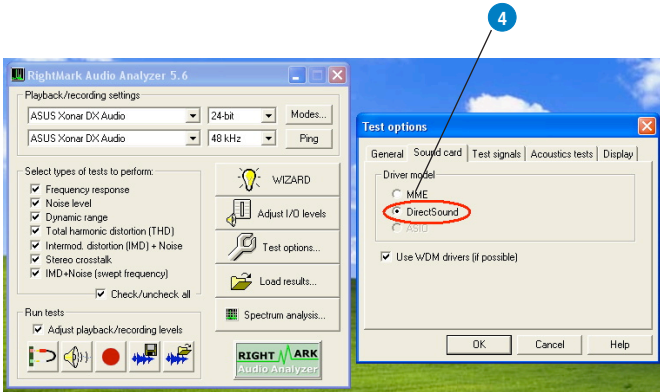 4
RightMark Audio Analyzer 5.6
Playback/recording settings
ASUS Xonar DX Audio 24-bit Modes...
ASUS Xonar DX Audio 48 kHz Ping
Select types of tests to perform:
Frequency response
Noise level
Dynamic range
Total harmonic distortion (THD)
Intermod. distortion (IMD) + Noise
Stereo crosstalk
IMD+Noise (swept frequency)
Check/uncheck all
Run tests
Adjust playback/recording levels
WIZARD
Adjust I/O levels
Test options...
Load results...
Spectrum analysis...
RIGHT MARK
Audio Analyzer
Test options
General Sound card Test signals Acoustics tests Display
Driver model
MME
DirectSound
ASIO
Use WDM drivers (if possible)
OK Cancel Help